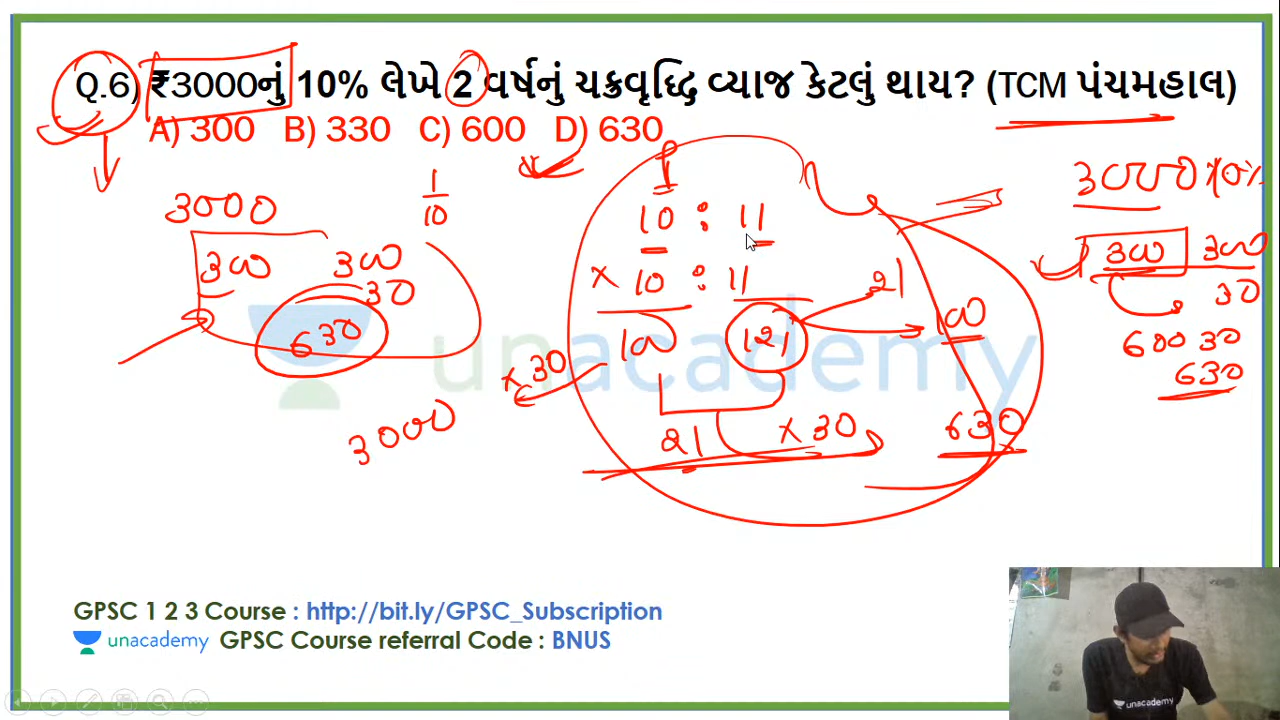 Q.6) ₹3000નું 10% લેખે 2 વર્ષનું ચક્રવૃધ્ધિ વ્યાજ કેટલું થાય? (TCM પંચમહાલ)
A) 300 B) 330 C) 600 D) 630
3000
1/10
300 300
30
630
3000
1
10 : 11
× 10 : 11
100 121
21
100
× 30
21 × 30 630
3000 × 10%
300 300
30
600 30
630
unacademy
GPSC 1 2 3 Course : http://bit.ly/GPSC_Subscription
unacademy GPSC Course referral Code : BNUS
unacademy